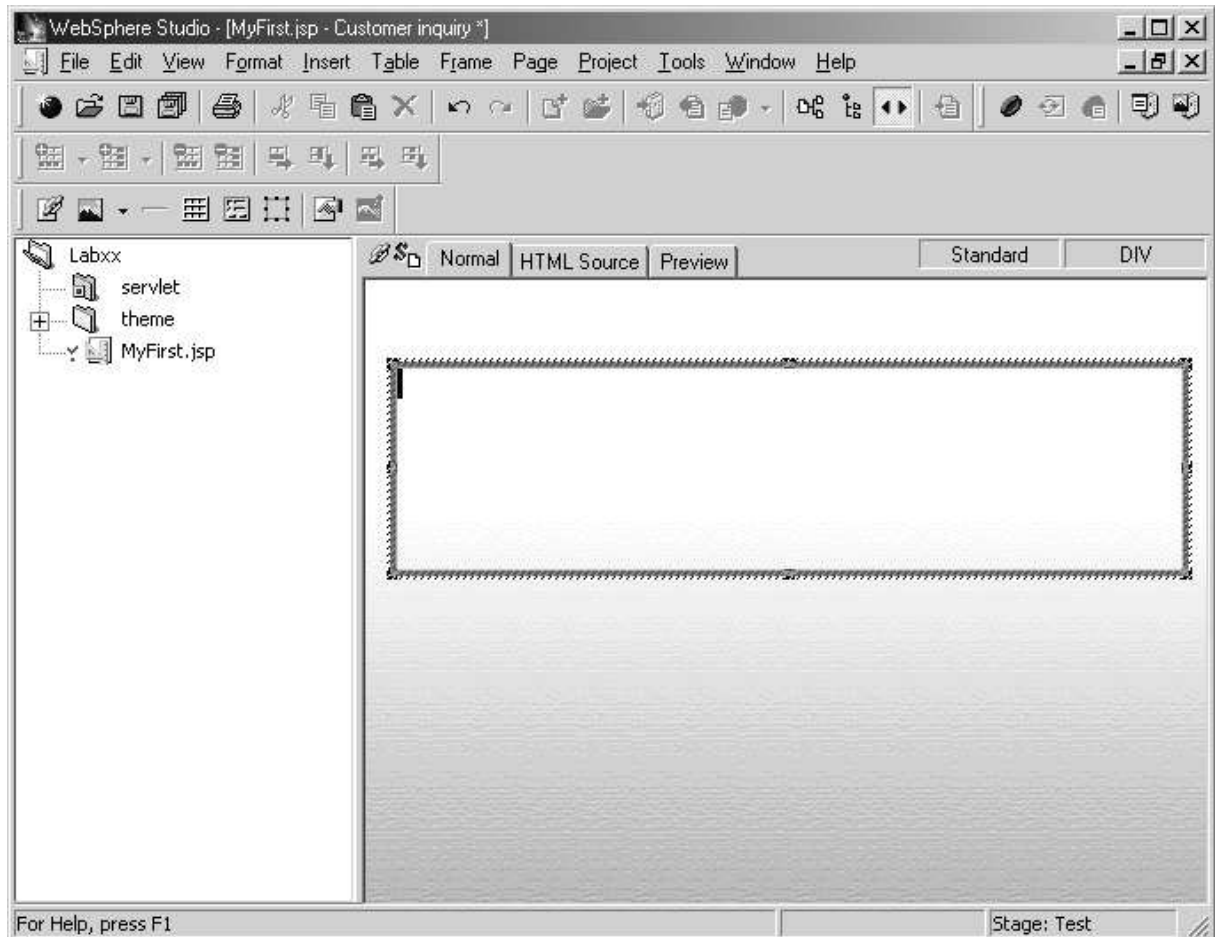 WebSphere Studio - [MyFirst.jsp - Customer inquiry *]
File Edit View Format Insert Table Frame Page Project Tools Window Help
Labxx
servlet
theme
MyFirst.jsp
Normal HTML Source Preview Standard DIV
For Help, press F1 Stage: Test